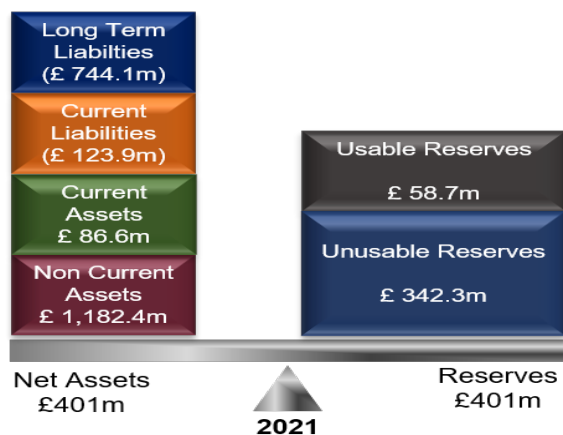 Long Term
Liabilties
(£ 744.1m)
Current
Liabilities
(£ 123.9m)
Current
Assets
£ 86.6m
Non Current
Assets
£ 1,182.4m
Usable Reserves
£ 58.7m
Unusable Reserves
£ 342.3m
Net Assets
£401m
Reserves
£401m
2021